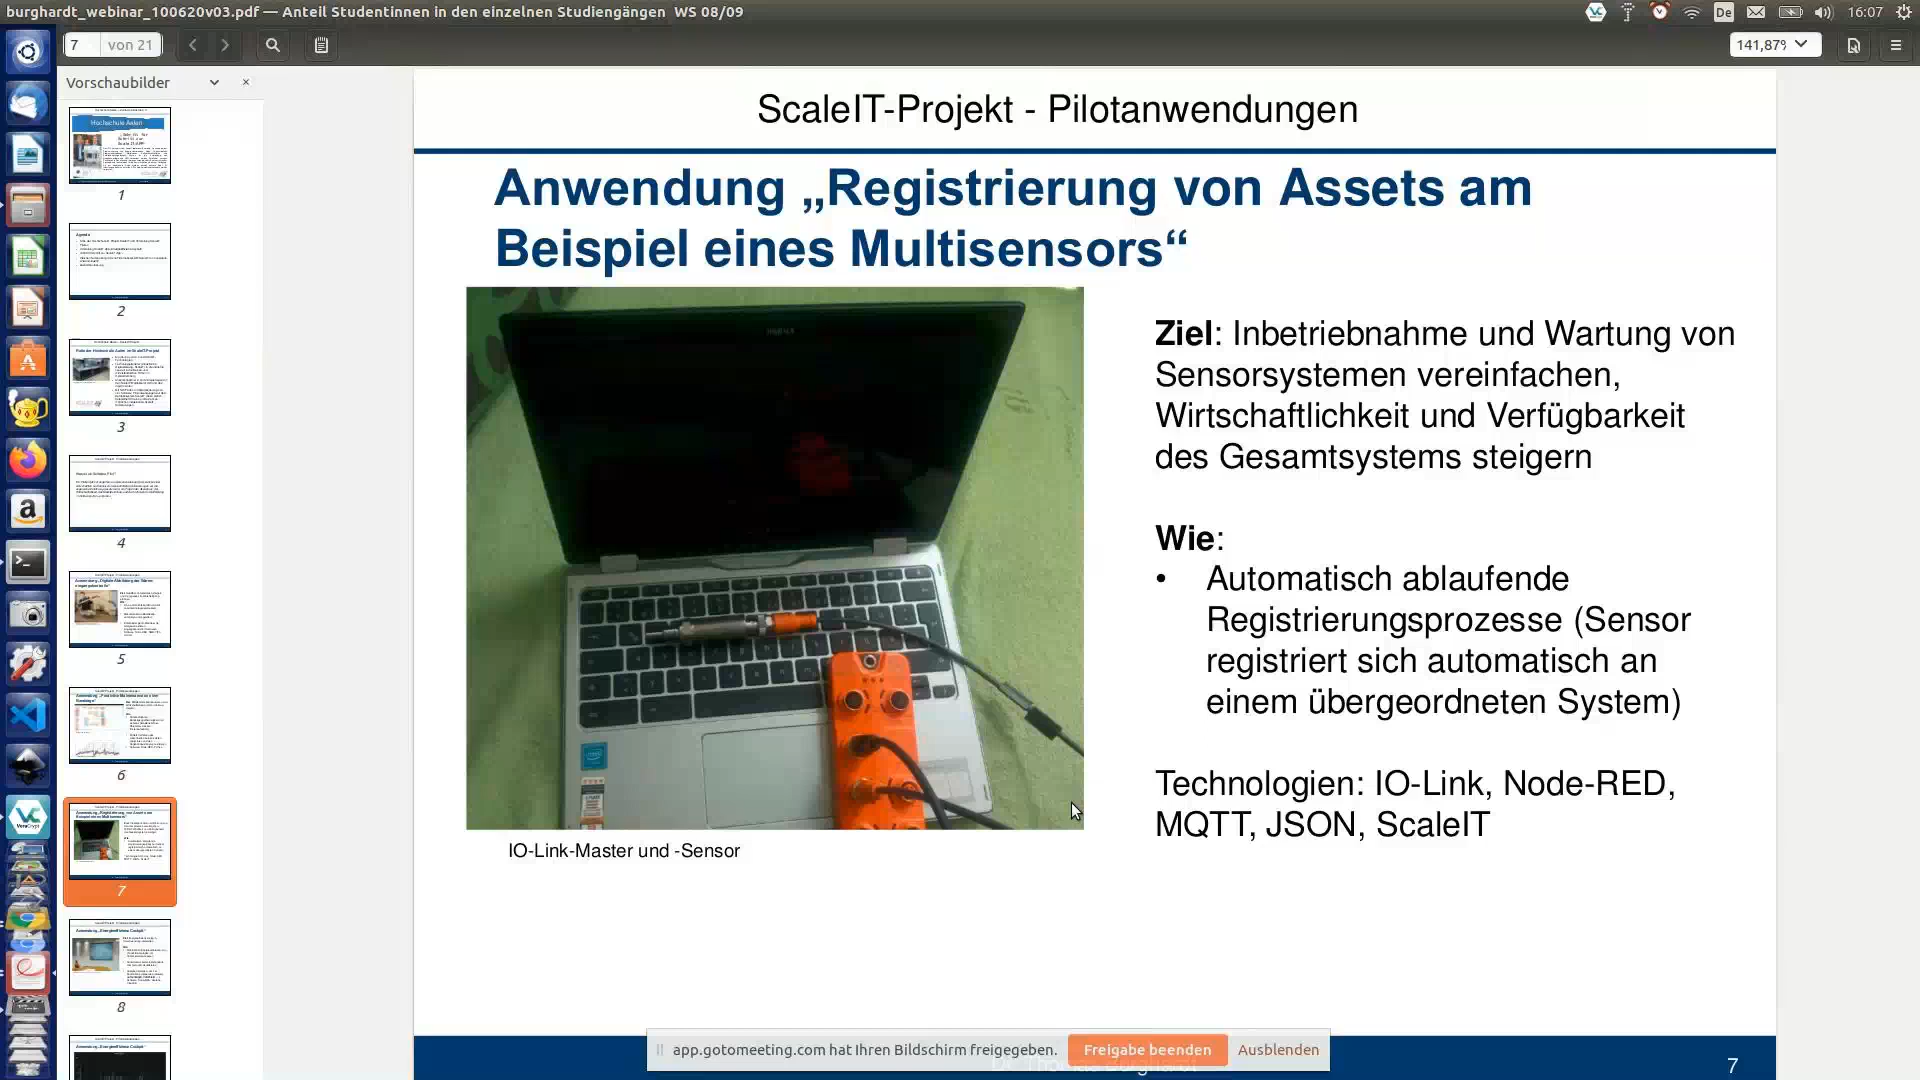 burghardt_webinar_100620v03.pdf — Anteil Studentinnen in den einzelnen Studiengängen WS 08/09
De
16:07
7 von 21
141,87%
Vorschaubilder
1
2
3
4
5
6
7
8
ScaleIT-Projekt - Pilotanwendungen
Anwendung „Registrierung von Assets am
Beispiel eines Multisensors“
Ziel: Inbetriebnahme und Wartung von
Sensorsystemen vereinfachen,
Wirtschaftlichkeit und Verfügbarkeit
des Gesamtsystems steigern
Wie:
• Automatisch ablaufende
Registrierungsprozesse (Sensor
registriert sich automatisch an
einem übergeordneten System)
Technologien: IO-Link, Node-RED,
MQTT, JSON, ScaleIT
IO-Link-Master und -Sensor
app.gotomeeting.com hat Ihren Bildschirm freigegeben.
Freigabe beenden
Ausblenden
7